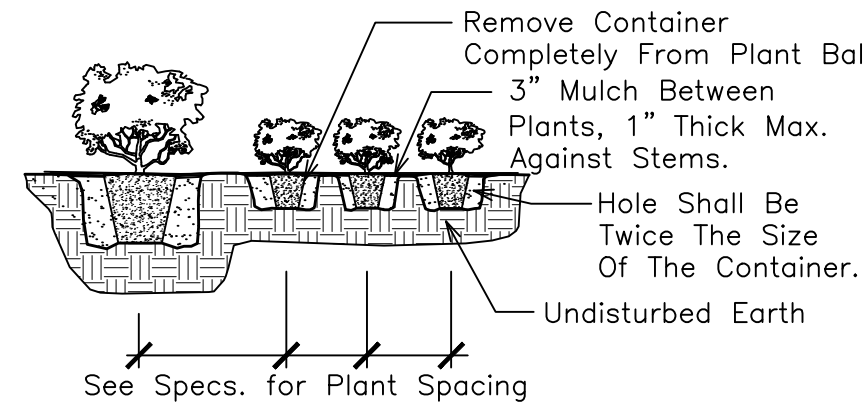 Remove Container
Completely From Plant Bal
3” Mulch Between
Plants, 1” Thick Max.
Against Stems.
Hole Shall Be
Twice The Size
Of The Container.
Undisturbed Earth
See Specs. for Plant Spacing